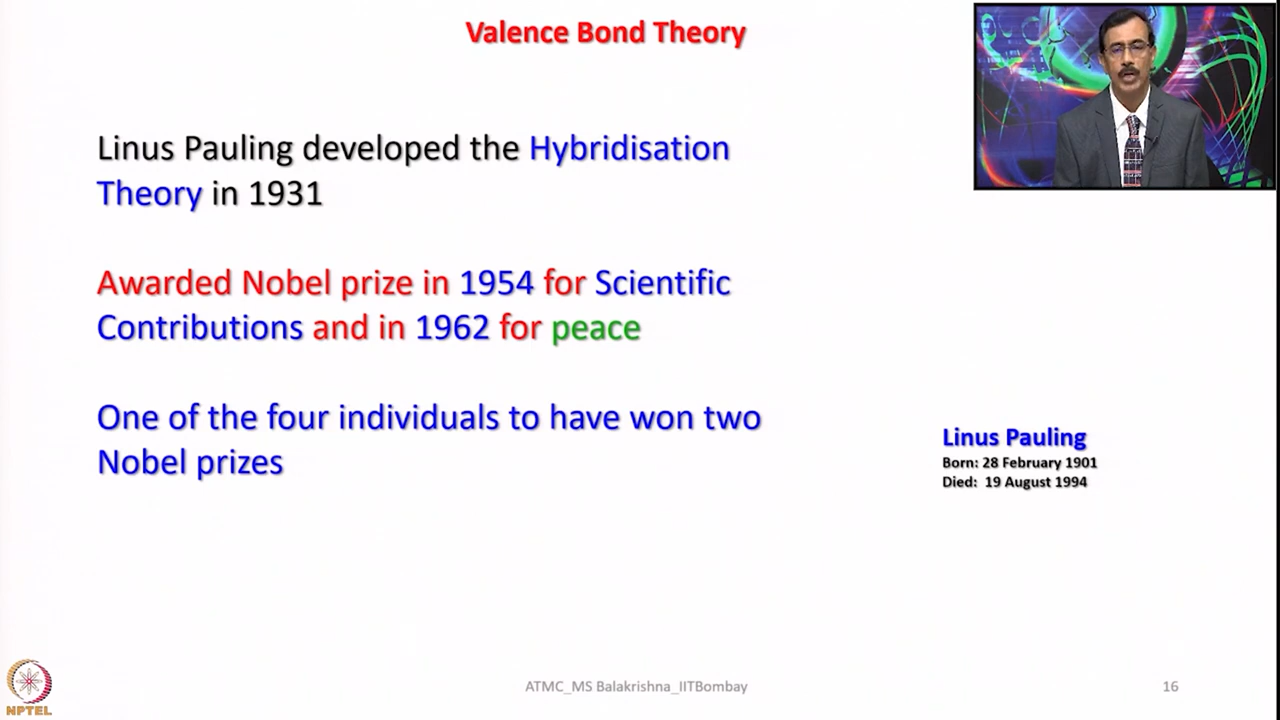 Valence Bond Theory
Linus Pauling developed the Hybridisation
Theory in 1931
Awarded Nobel prize in 1954 for Scientific
Contributions and in 1962 for peace
One of the four individuals to have won two
Nobel prizes
Linus Pauling
Born: 28 February 1901
Died: 19 August 1994
NPTEL
ATMC_MS Balakrishna_IITBombay
16